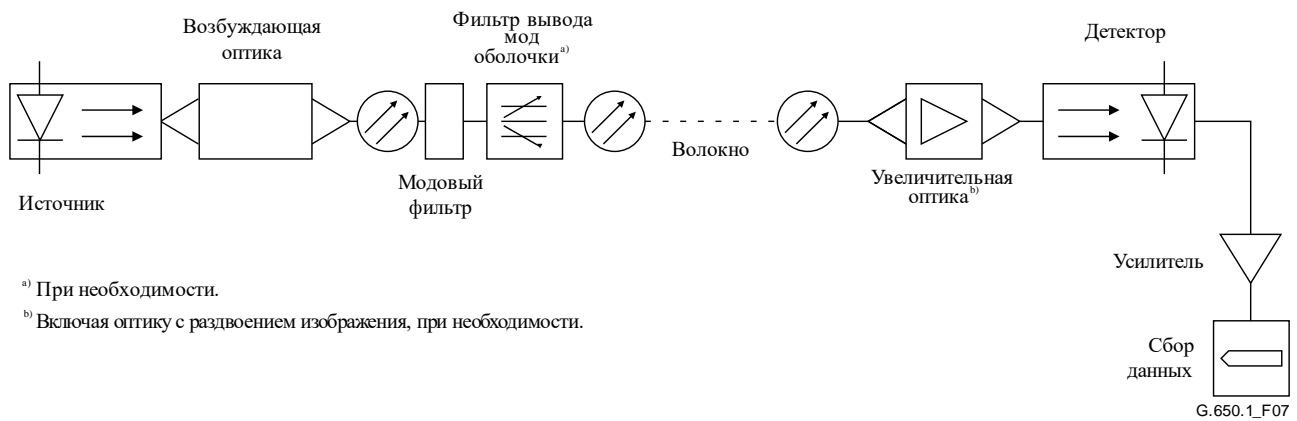 Возбуждающая
оптика
Фильтр вывода
мод
оболочки a)
Детектор
Источник
Модовый
фильтр
Волокно
Увеличительная
оптика b)
Усилитель
Сбор
данных
a) При необходимости.
b) Включая оптику с раздвоением изображения, при необходимости.
G.650.1_F07